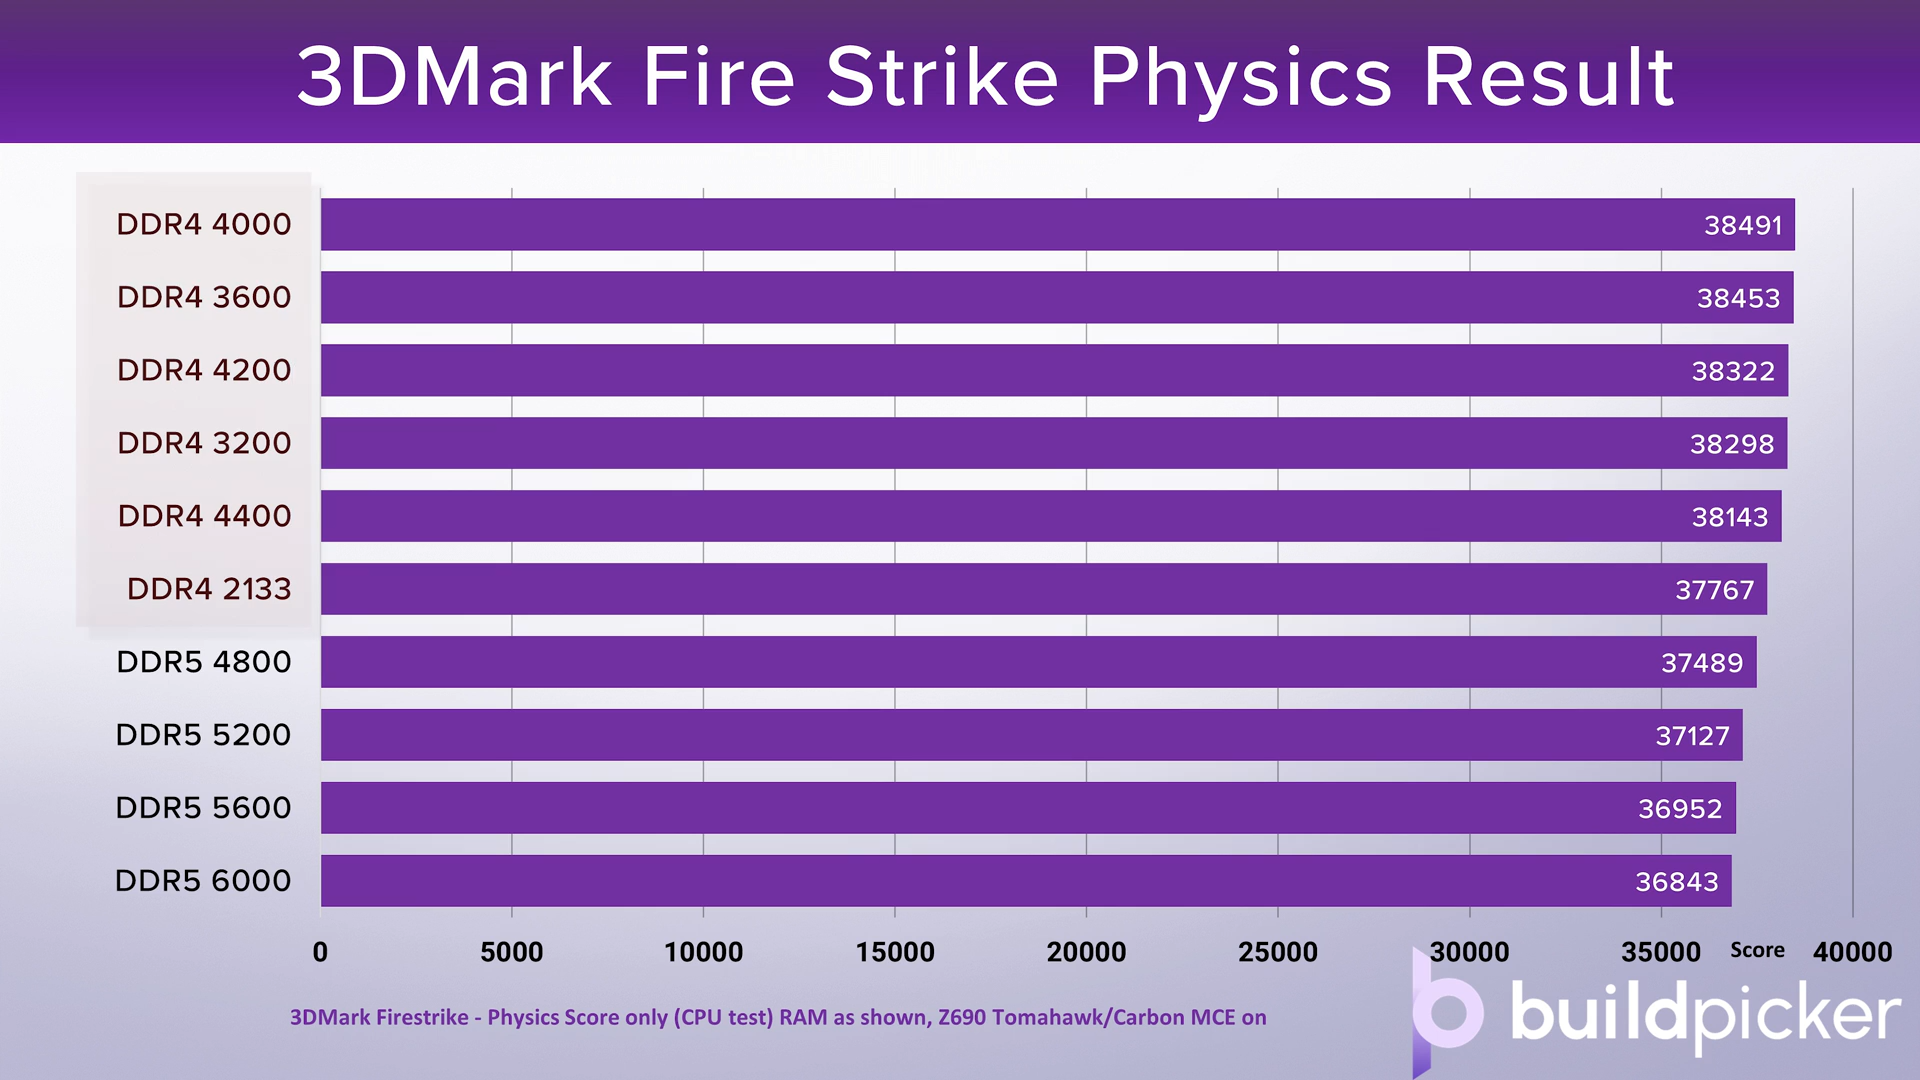 3DMark Fire Strike Physics Result
DDR4 4000 38491
DDR4 3600 38453
DDR4 4200 38322
DDR4 3200 38298
DDR4 4400 38143
DDR4 2133 37767
DDR5 4800 37489
DDR5 5200 37127
DDR5 5600 36952
DDR5 6000 36843
0 5000 10000 15000 20000 25000 30000 35000 Score 40000
3DMark Firestrike - Physics Score only (CPU test) RAM as shown, Z690 Tomahawk/Carbon MCE on
buildpicker